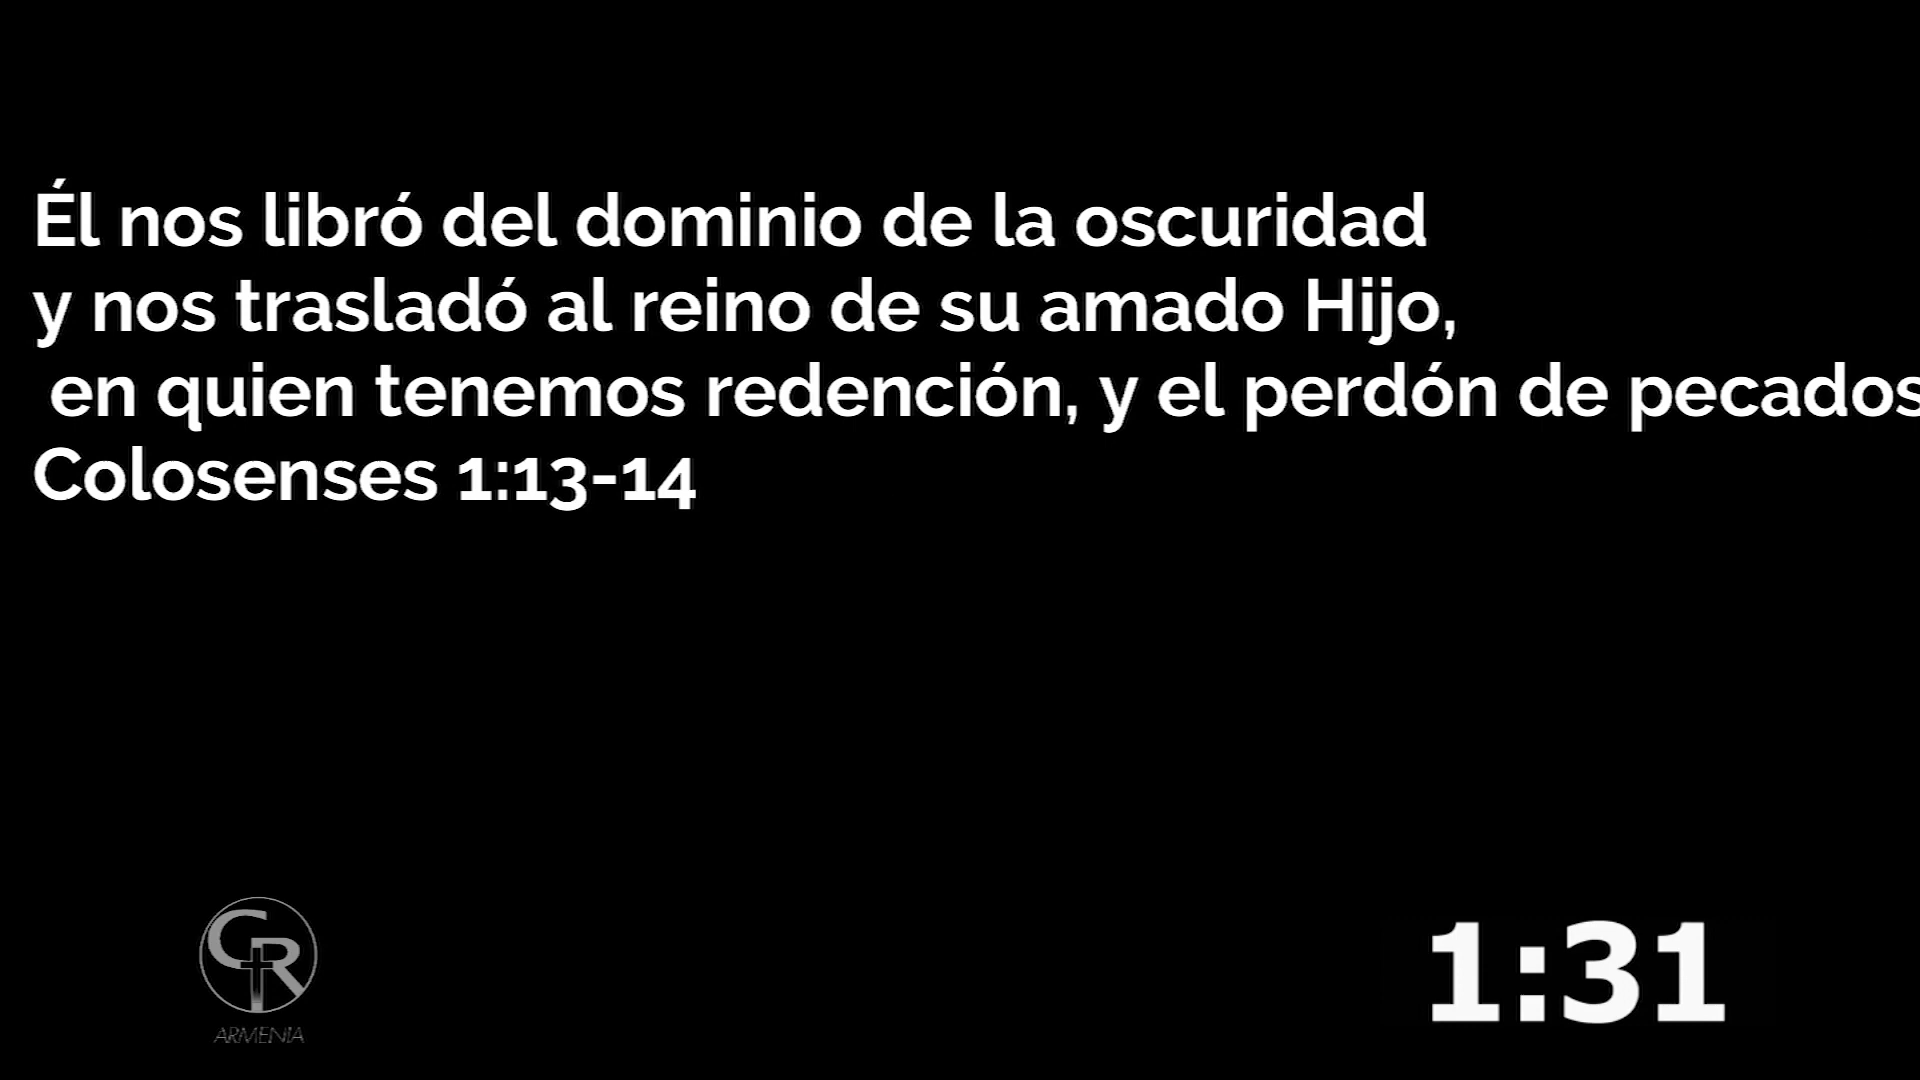 Él nos libró del dominio de la oscuridad
y nos trasladó al reino de su amado Hijo,
en quien tenemos redención, y el perdón de pecados
Colosenses 1:13-14
CR
ARMENIA
1:31